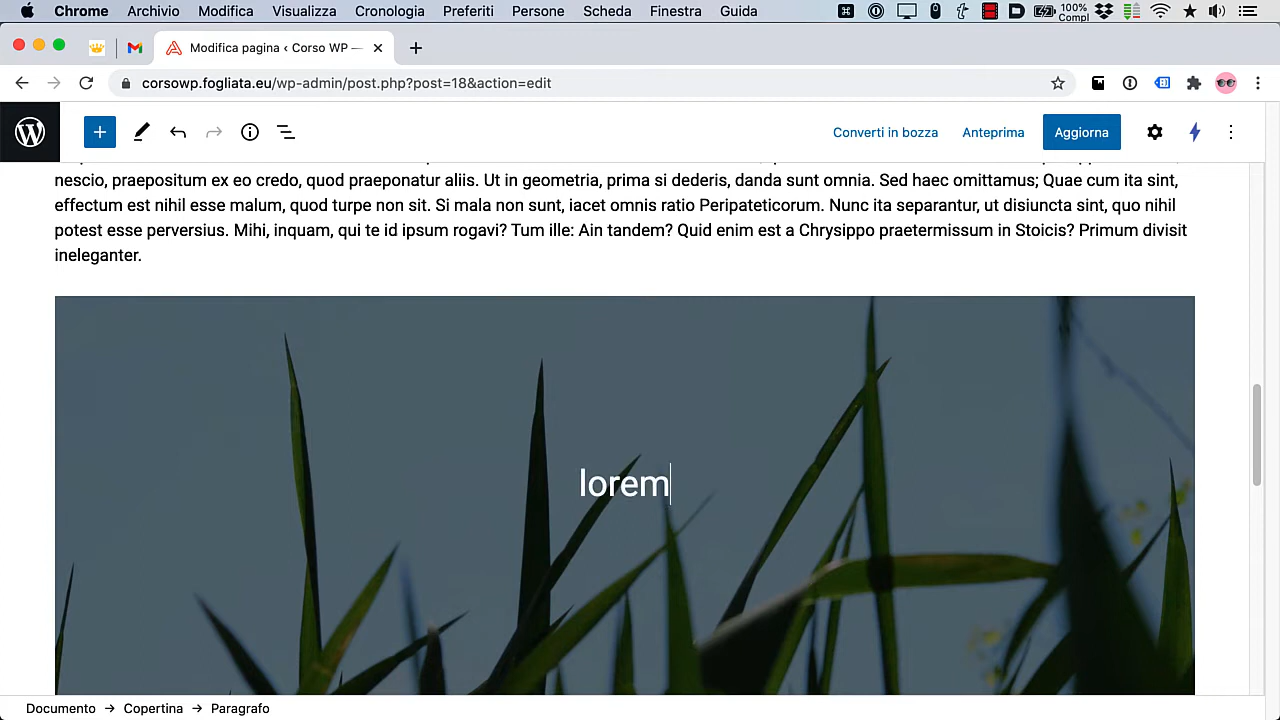 Chrome Archivio Modifica Visualizza Cronologia Preferiti Persone Scheda Finestra Guida 100% Compl
Modifica pagina ‹ Corso WP —
corsowp.fogliata.eu/wp-admin/post.php?post=18&action=edit
Converti in bozza Anteprima Aggiorna
nescio, praepositum ex eo credo, quod praeponatur aliis. Ut in geometria, prima si dederis, danda sunt omnia. Sed haec omittamus; Quae cum ita sint,
effectum est nihil esse malum, quod turpe non sit. Si mala non sunt, iacet omnis ratio Peripateticorum. Nunc ita separantur, ut disiuncta sint, quo nihil
potest esse perversius. Mihi, inquam, qui te id ipsum rogavi? Tum ille: Ain tandem? Quid enim est a Chrysippo praetermissum in Stoicis? Primum divisit
ineleganter.
lorem
Documento → Copertina → Paragrafo